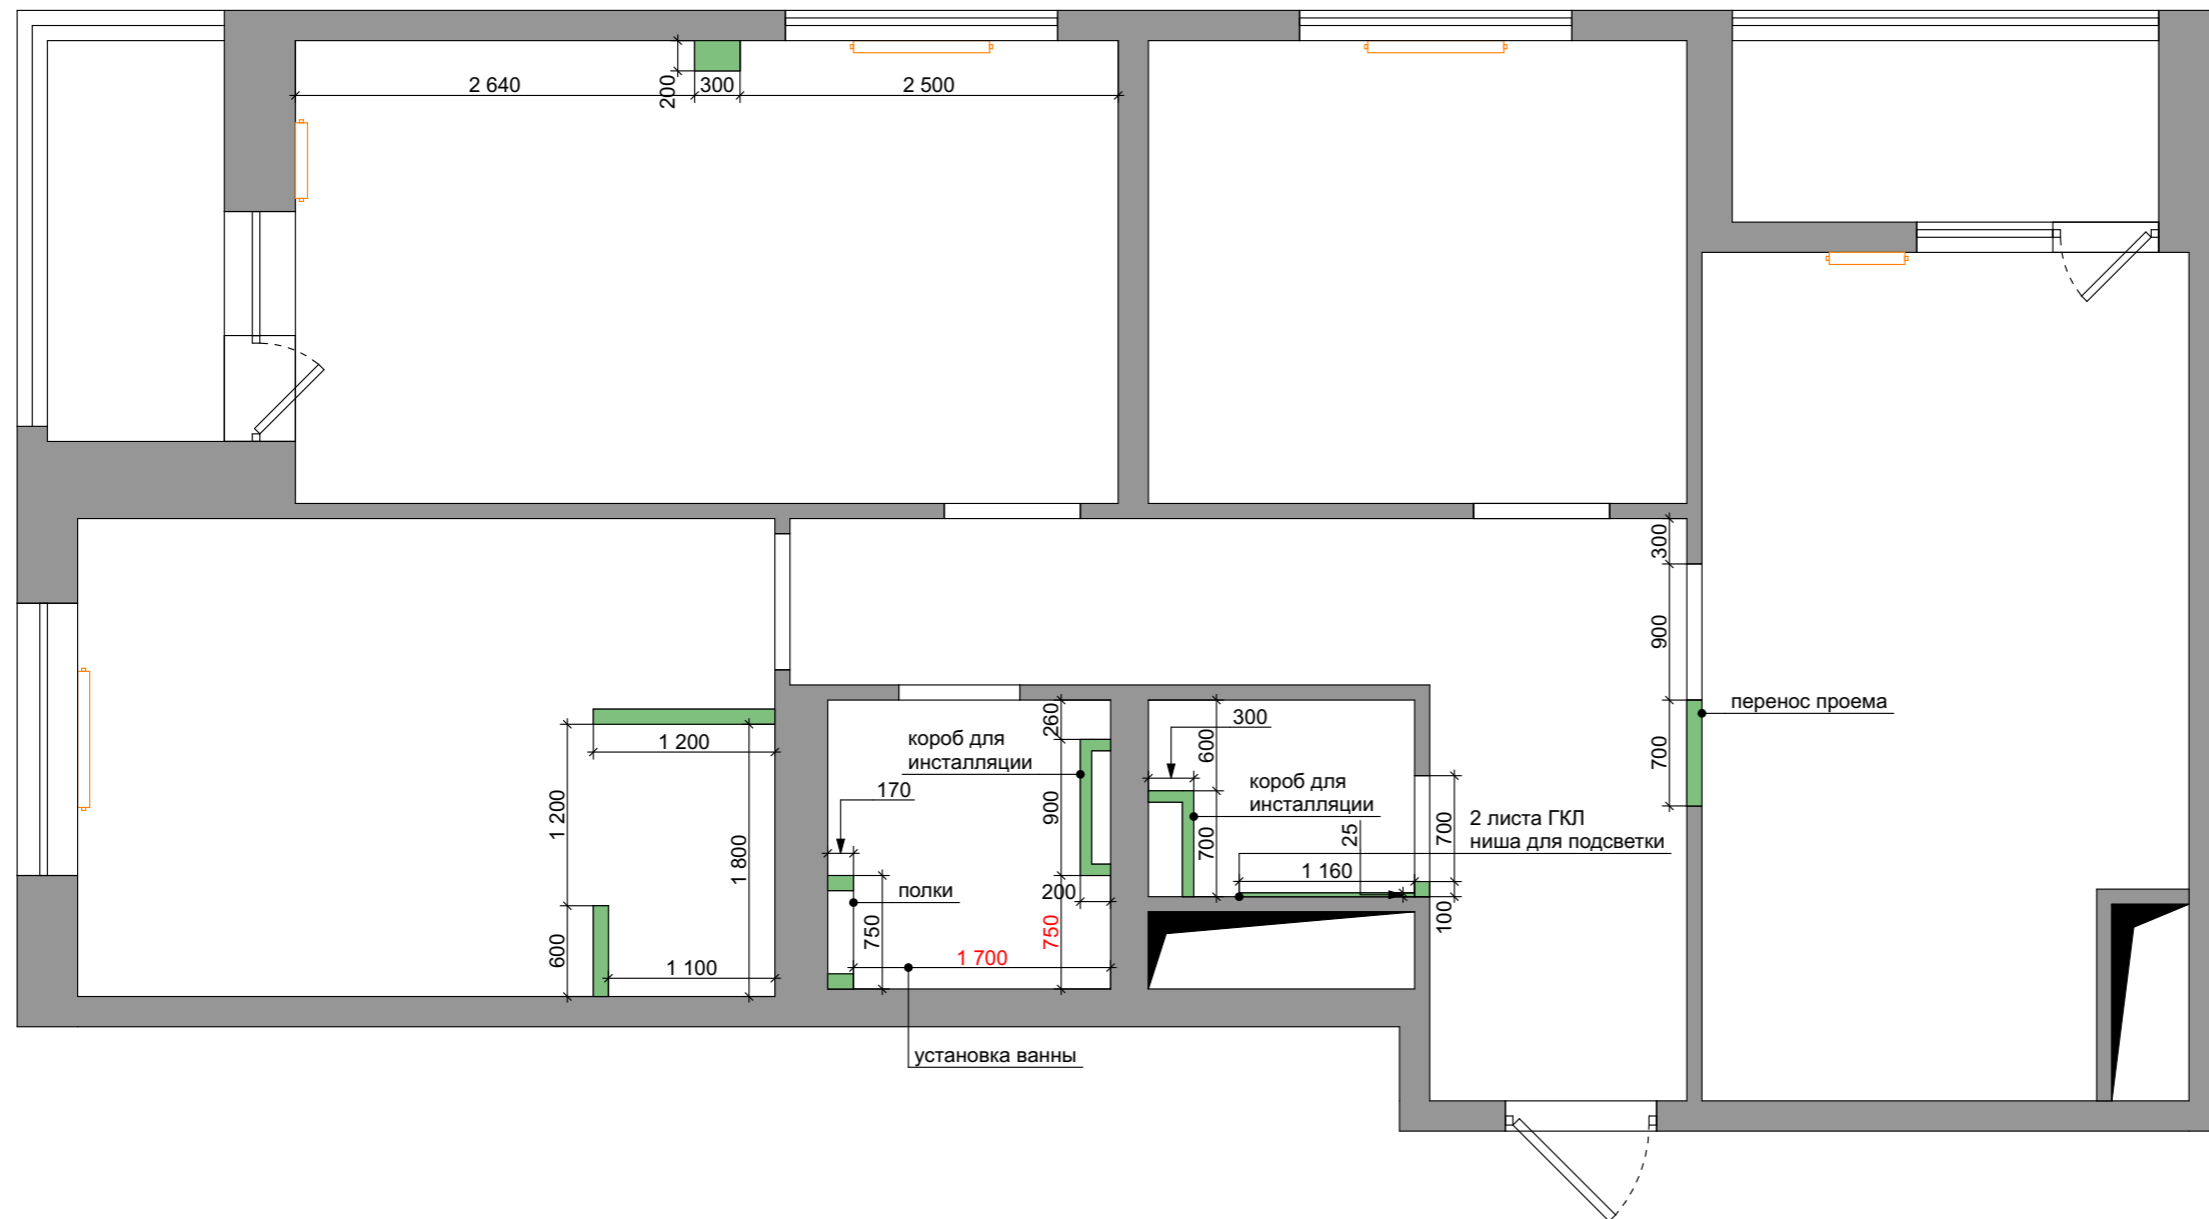 2 640
200
300
2 500
300
900
700
перенос проема
1 200
1 200
1 800
600
1 100
короб для
инсталляции
170
полки
750
260
900
200
750
1 700
установка ванны
300
600
700
короб для
инсталляции
25
1 160
700
100
2 листа ГКЛ
ниша для подсветки